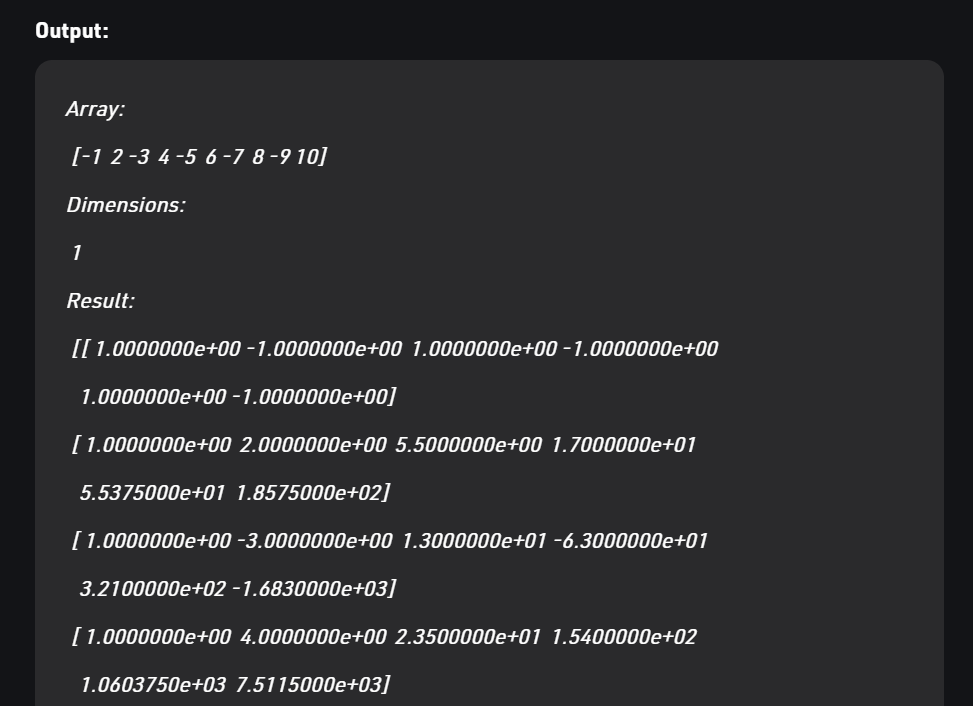 Output:
Array:
[-1 2 -3 4 -5 6 -7 8 -9 10]
Dimensions:
1
Result:
[[ 1.0000000e+00 -1.0000000e+00 1.0000000e+00 -1.0000000e+00
1.0000000e+00 -1.0000000e+00]
[ 1.0000000e+00 2.0000000e+00 5.5000000e+00 1.7000000e+01
5.5375000e+01 1.8575000e+02]
[ 1.0000000e+00 -3.0000000e+00 1.3000000e+01 -6.3000000e+01
3.2100000e+02 -1.6830000e+03]
[ 1.0000000e+00 4.0000000e+00 2.3500000e+01 1.5400000e+02
1.0603750e+03 7.5115000e+03]